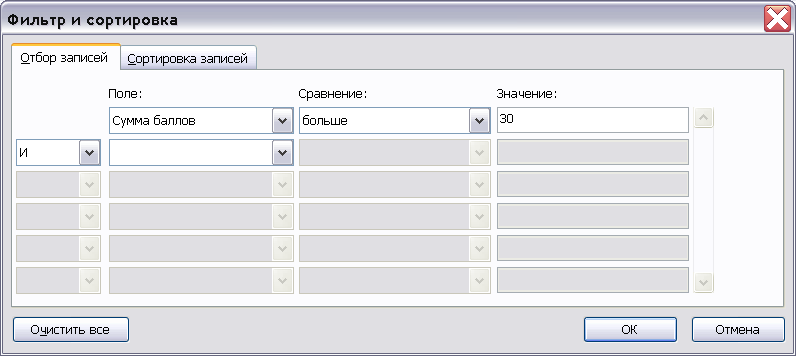 Фильтр и сортировка
Отбор записей Сортировка записей
Поле: Сравнение: Значение:
Сумма баллов больше 30
И
Очистить все ОК Отмена